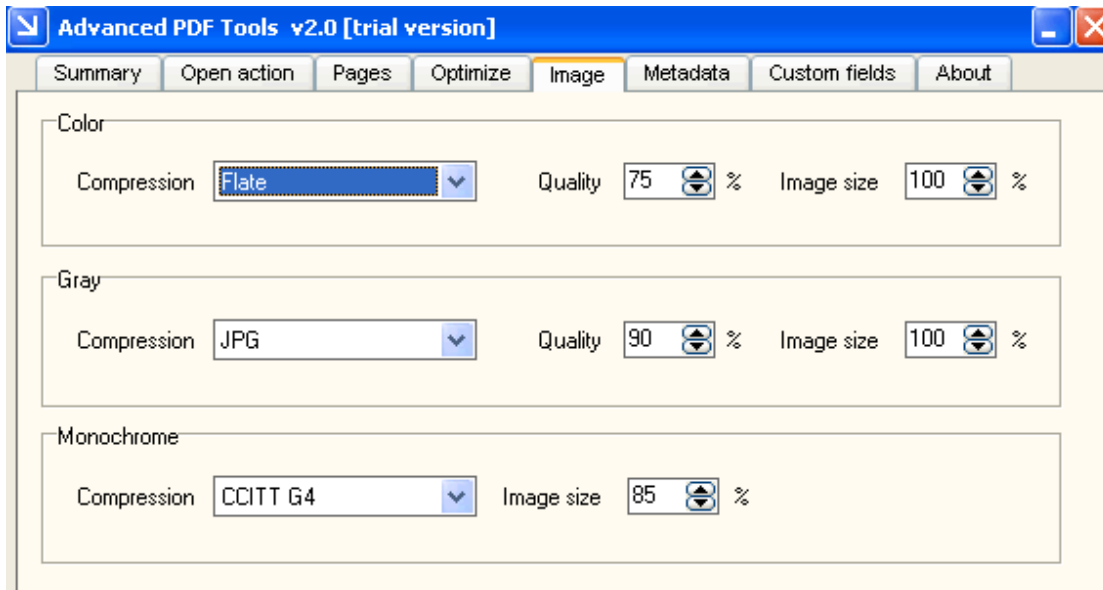 Advanced PDF Tools v2.0 [trial version]
Summary Open action Pages Optimize Image Metadata Custom fields About
Color
Compression Flate Quality 75 % Image size 100 %
Gray
Compression JPG Quality 90 % Image size 100 %
Monochrome
Compression CCITT G4 Image size 85 %